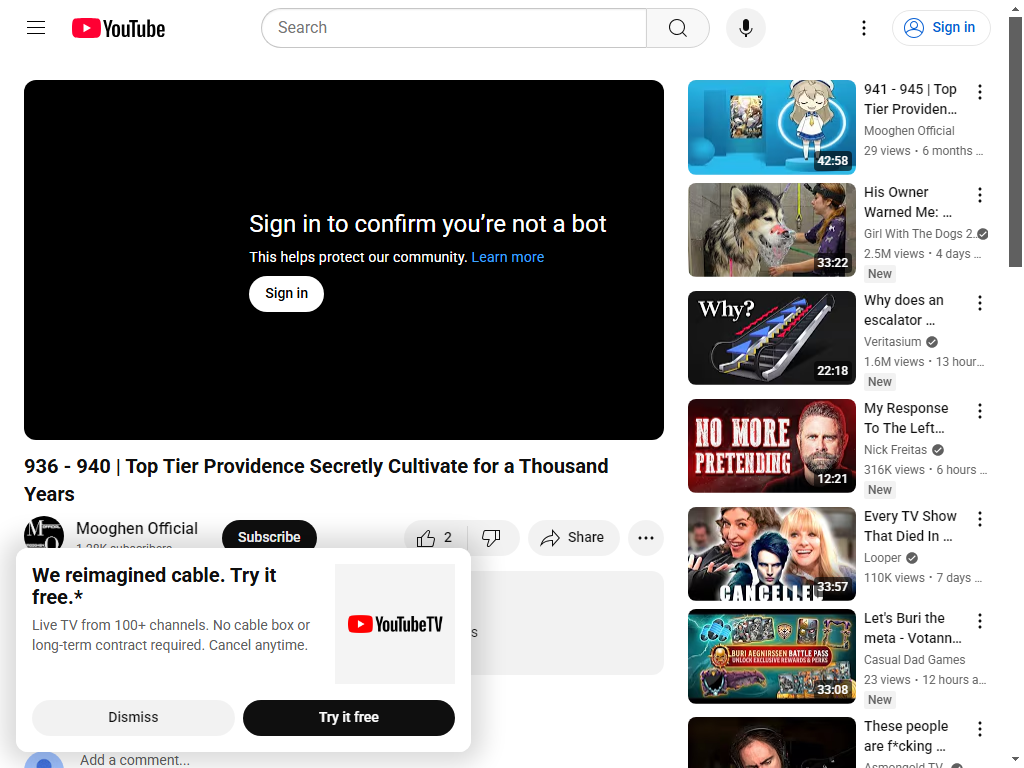 YouTube
Search
Sign in
Sign in to confirm you’re not a bot
This helps protect our community. Learn more
Sign in
936 - 940 | Top Tier Providence Secretly Cultivate for a Thousand
Years
Mooghen Official
Subscribe
2
Share
We reimagined cable. Try it
free.*
Live TV from 100+ channels. No cable box or
long-term contract required. Cancel anytime.
YouTubeTV
Dismiss
Try it free
Add a comment...
42:58
941 - 945 | Top
Tier Providen...
Mooghen Official
29 views • 6 months ...
33:22
His Owner
Warned Me: ...
Girl With The Dogs 2...
2.5M views • 4 days ...
New
Why?
22:18
Why does an
escalator ...
Veritasium
1.6M views • 13 hour...
New
NO MORE
PRETENDING
12:21
My Response
To The Left...
Nick Freitas
316K views • 6 hours ...
New
CANCELLED
33:57
Every TV Show
That Died In ...
Looper
110K views • 7 days ...
BURI AEGNIRSSEN BATTLE PASS
UNLOCK EXCLUSIVE REWARDS & PERKS
33:08
Let's Buri the
meta - Votann...
Casual Dad Games
23 views • 12 hours a...
New
These people
are f*cking ...
Asmongold TV